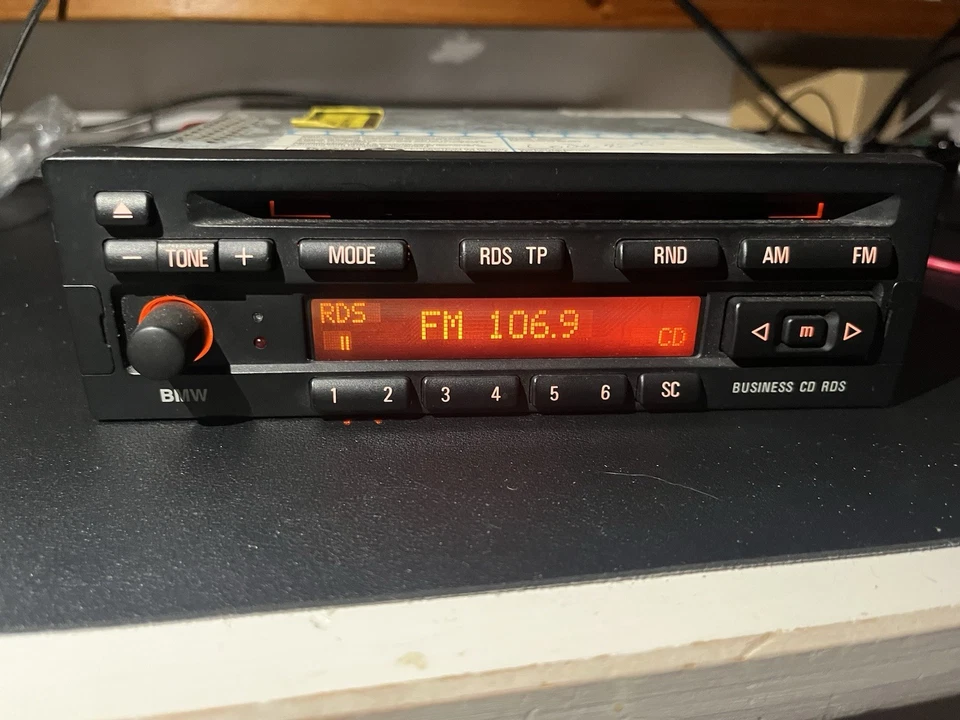 − TONE +
MODE
RDS TP
RND
AM FM
RDS
II
FM 106.9
CD
m
BMW
1 2
3 4
5 6
SC
BUSINESS CD RDS